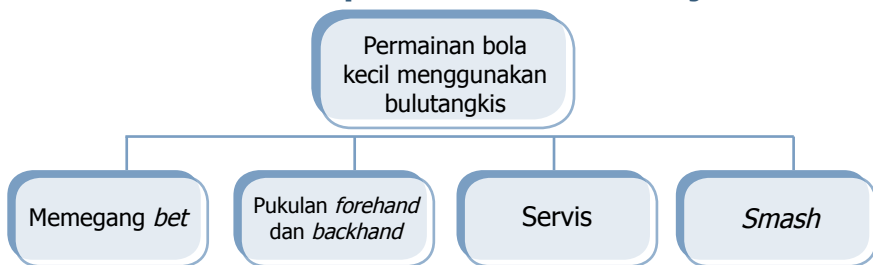 Permainan bola
kecil menggunakan
bulutangkis
Memegang bet
Pukulan forehand
dan backhand
Servis
Smash